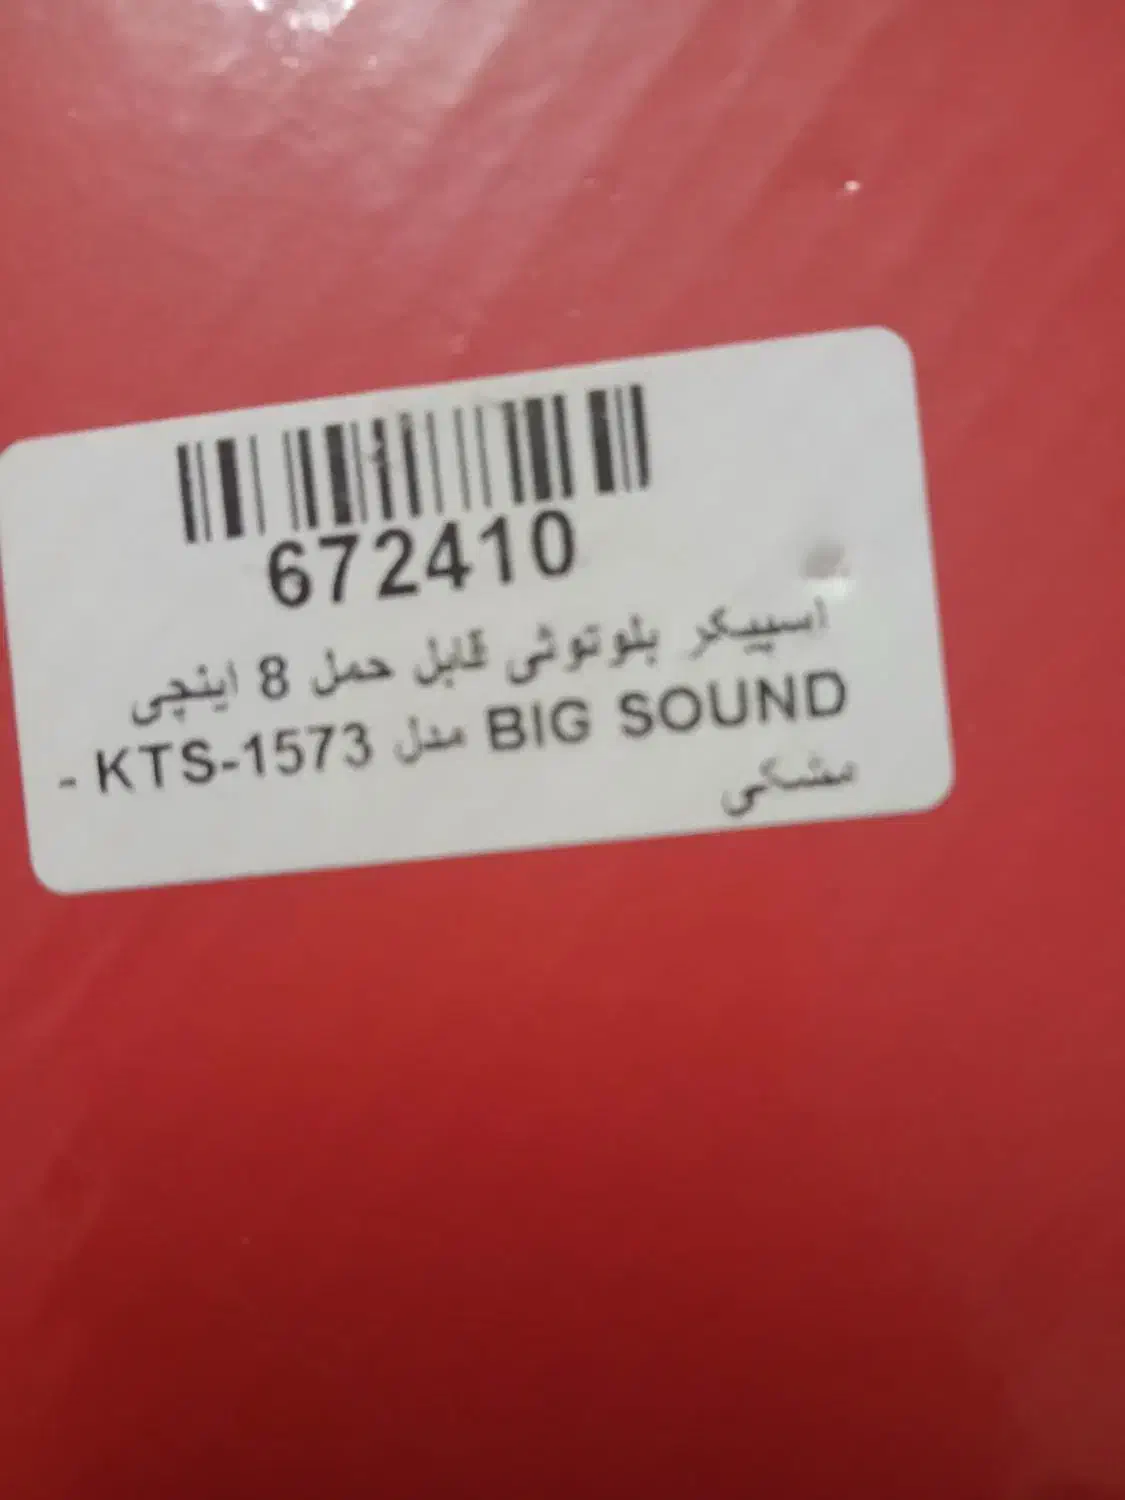 672410
اسپیکر بلوتوثی قابل حمل 8 اینچی
BIG SOUND مدل KTS-1573 -
مشکی